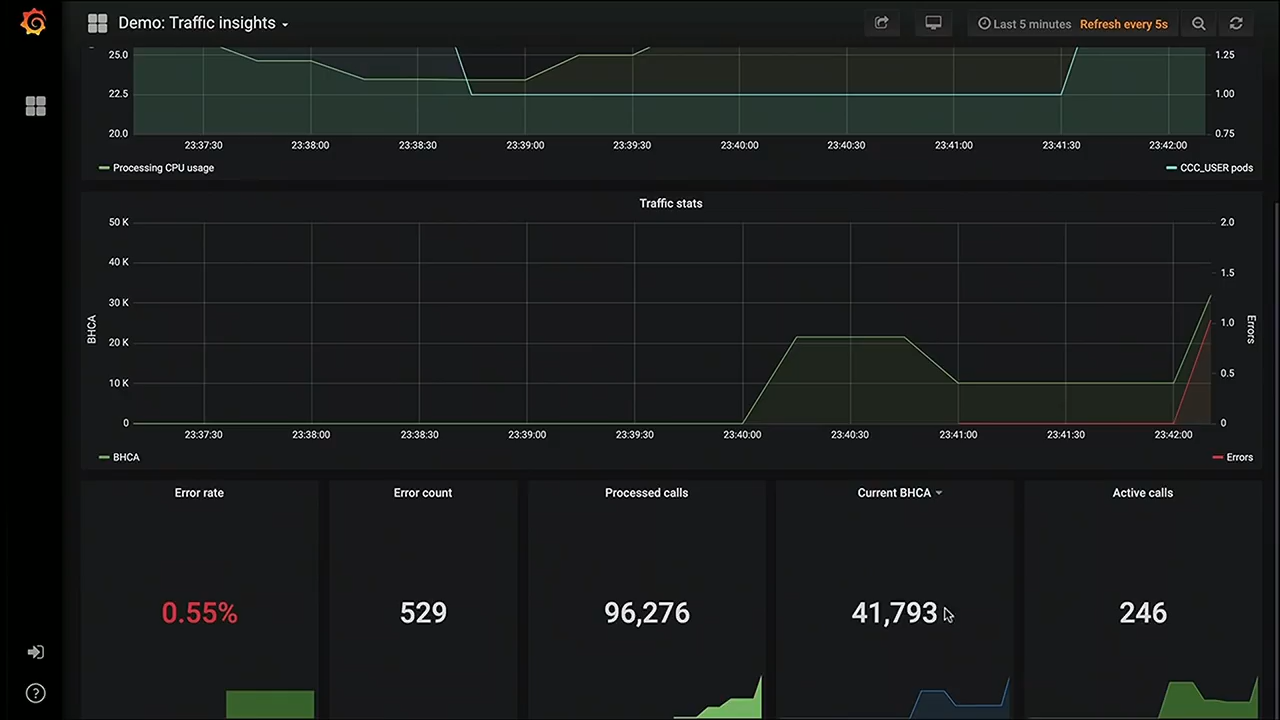 Demo: Traffic insights
Last 5 minutes Refresh every 5s
25.0 1.25
22.5 1.00
20.0 0.75
23:37:30 23:38:00 23:38:30 23:39:00 23:39:30 23:40:00 23:40:30 23:41:00 23:41:30 23:42:00
Processing CPU usage CCC_USER pods
Traffic stats
50 K 2.0
40 K
1.5
30 K
BHCA 20 K 1.0 Errors
10 K 0.5
0 0
23:37:30 23:38:00 23:38:30 23:39:00 23:39:30 23:40:00 23:40:30 23:41:00 23:41:30 23:42:00
BHCA Errors
Error rate Error count Processed calls Current BHCA Active calls
0.55% 529 96,276 41,793 246